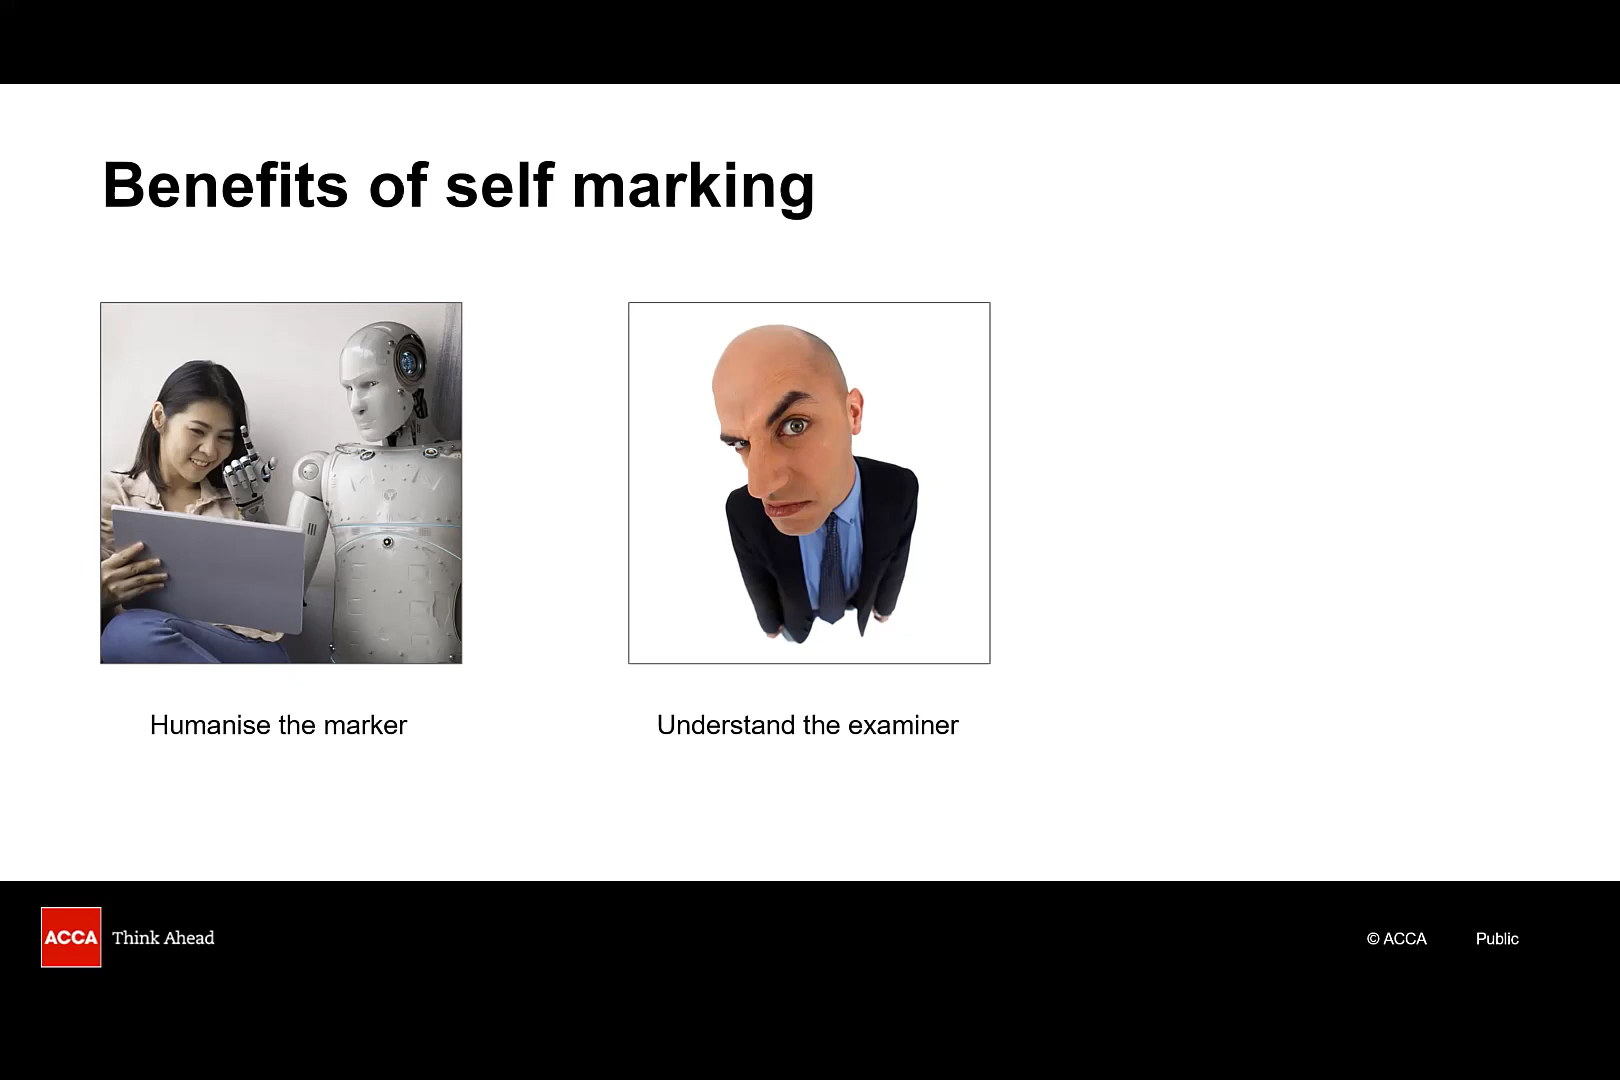 Benefits of self marking
Humanise the marker
Understand the examiner
ACCA
Think Ahead
© ACCA
Public